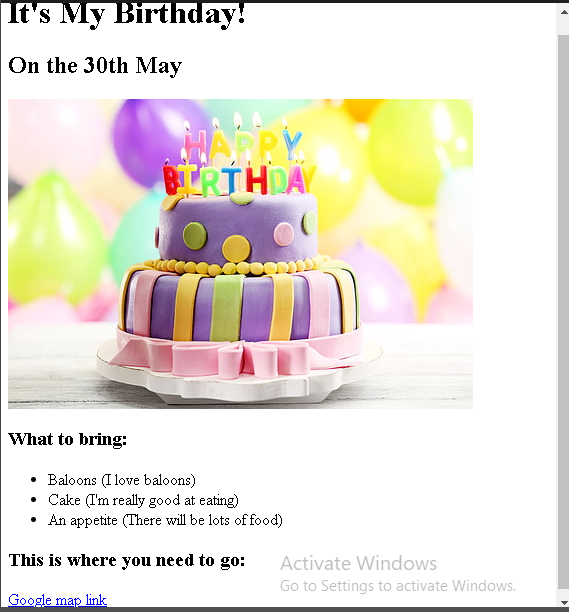 It's My Birthday!
On the 30th May
HAPPY
BIRTHDAY
What to bring:
Baloons (I love baloons)
Cake (I'm really good at eating)
An appetite (There will be lots of food)
This is where you need to go:
Activate Windows
Go to Settings to activate Windows.
Google map link